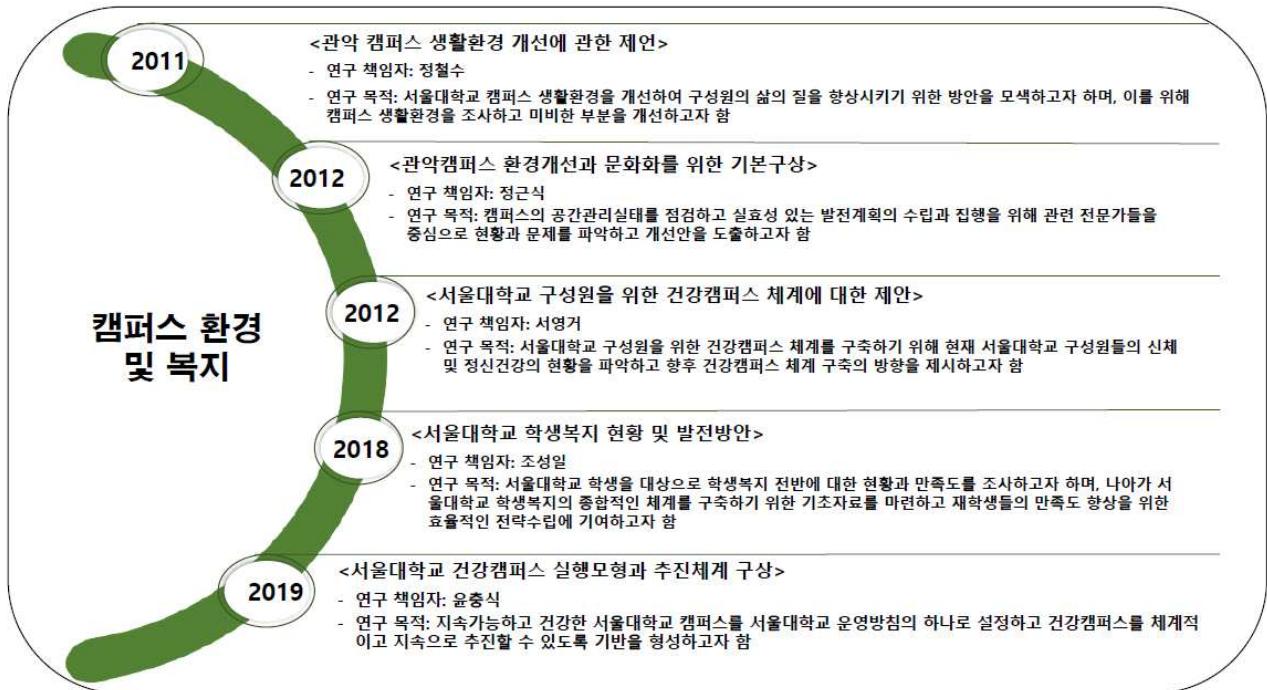 2011
<관악 캠퍼스 생활환경 개선에 관한 제언>
- 연구 책임자: 정철수
- 연구 목적: 서울대학교 캠퍼스 생활환경을 개선하여 구성원의 삶의 질을 향상시키기 위한 방안을 모색하고자 하며, 이를 위해
캠퍼스 생활환경을 조사하고 미비한 부분을 개선하고자 함
2012
<관악캠퍼스 환경개선과 문화화를 위한 기본구상>
- 연구 책임자: 정근식
- 연구 목적: 캠퍼스의 공간관리실태를 점검하고 실효성 있는 발전계획의 수립과 집행을 위해 관련 전문가들을
중심으로 현황과 문제를 파악하고 개선안을 도출하고자 함
캠퍼스 환경
및 복지
2012
<서울대학교 구성원을 위한 건강캠퍼스 체계에 대한 제안>
- 연구 책임자: 서영거
- 연구 목적: 서울대학교 구성원을 위한 건강캠퍼스 체계를 구축하기 위해 현재 서울대학교 구성원들의 신체
및 정신건강의 현황을 파악하고 향후 건강캠퍼스 체계 구축의 방향을 제시하고자 함
2018
<서울대학교 학생복지 현황 및 발전방안>
- 연구 책임자: 조성일
- 연구 목적: 서울대학교 학생을 대상으로 학생복지 전반에 대한 현황과 만족도를 조사하고자 하며, 나아가 서
울대학교 학생복지의 종합적인 체계를 구축하기 위한 기초자료를 마련하고 재학생들의 만족도 향상을 위한
효율적인 전략수립에 기여하고자 함
2019
<서울대학교 건강캠퍼스 실행모형과 추진체계 구상>
- 연구 책임자: 윤충식
- 연구 목적: 지속가능하고 건강한 서울대학교 캠퍼스를 서울대학교 운영방침의 하나로 설정하고 건강캠퍼스를 체계적
이고 지속으로 추진할 수 있도록 기반을 형성하고자 함